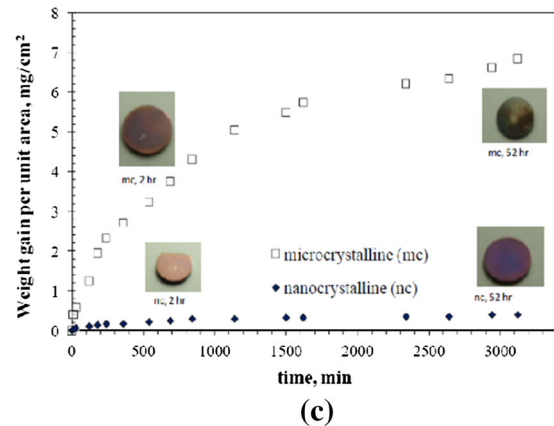 8
7
6
5
4
3
2
1
0
Weight gain per unit area, mg/cm²
mc, 2 hr
mc, 52 hr
nc, 2 hr
microcrystalline (mc)
nanocrystalline (nc)
nc, 52 hr
0 500 1000 1500 2000 2500 3000
time, min
(c)